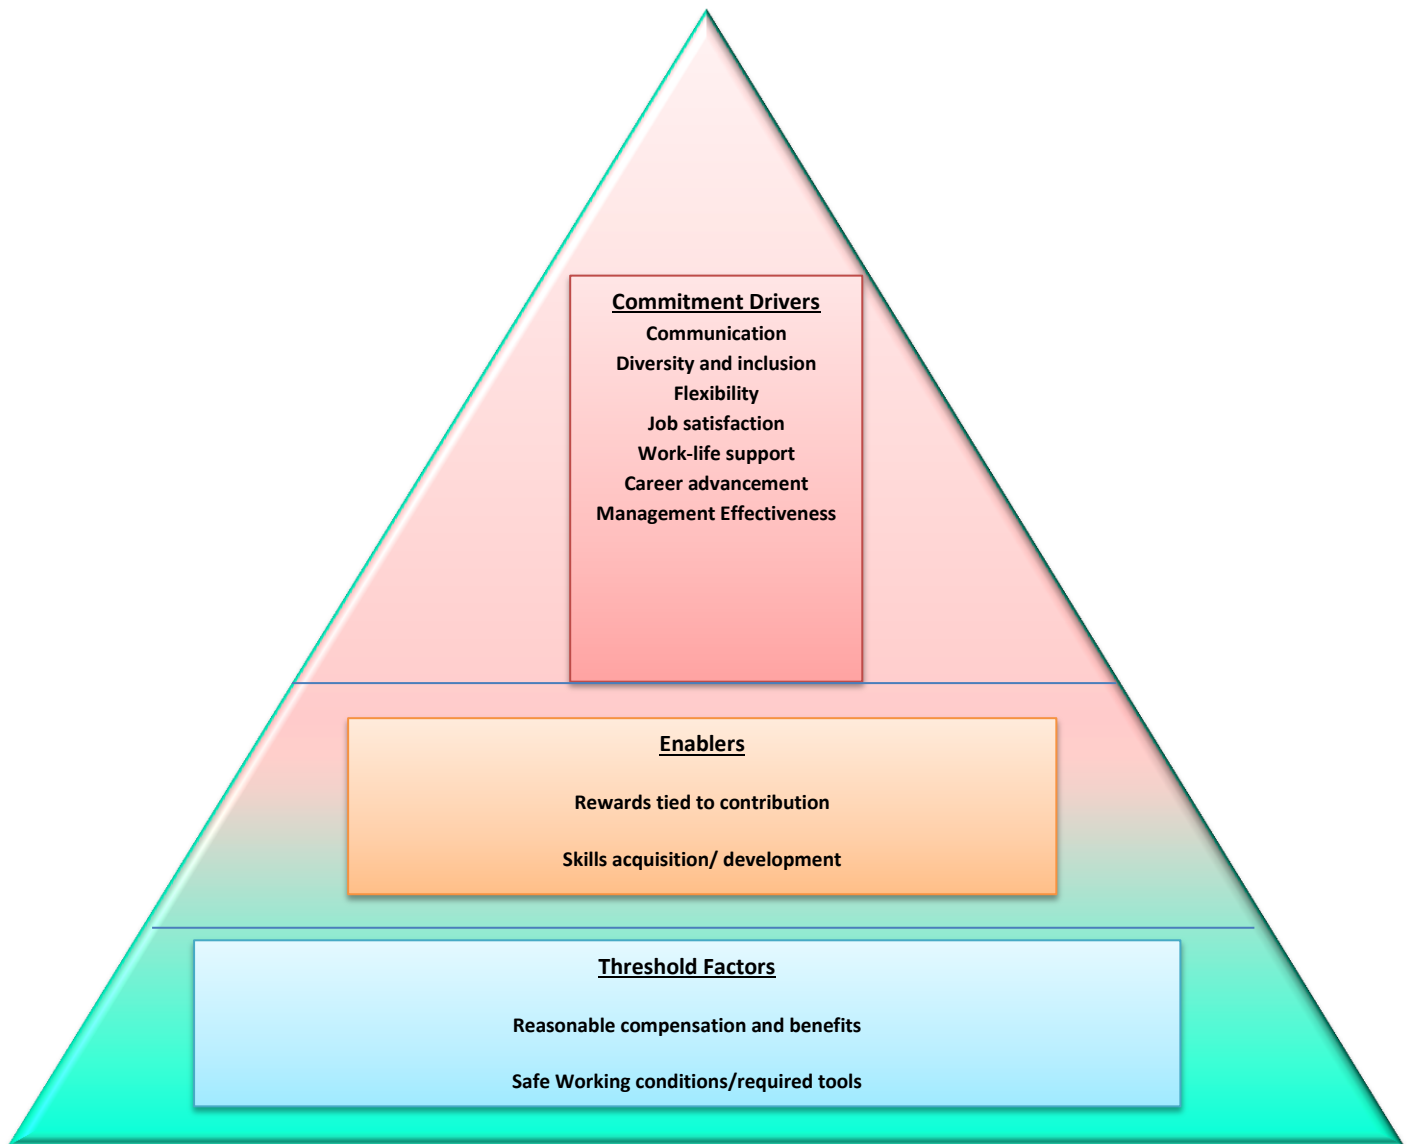 Commitment Drivers
Communication
Diversity and inclusion
Flexibility
Job satisfaction
Work-life support
Career advancement
Management Effectiveness
Enablers
Rewards tied to contribution
Skills acquisition/ development
Threshold Factors
Reasonable compensation and benefits
Safe Working conditions/required tools